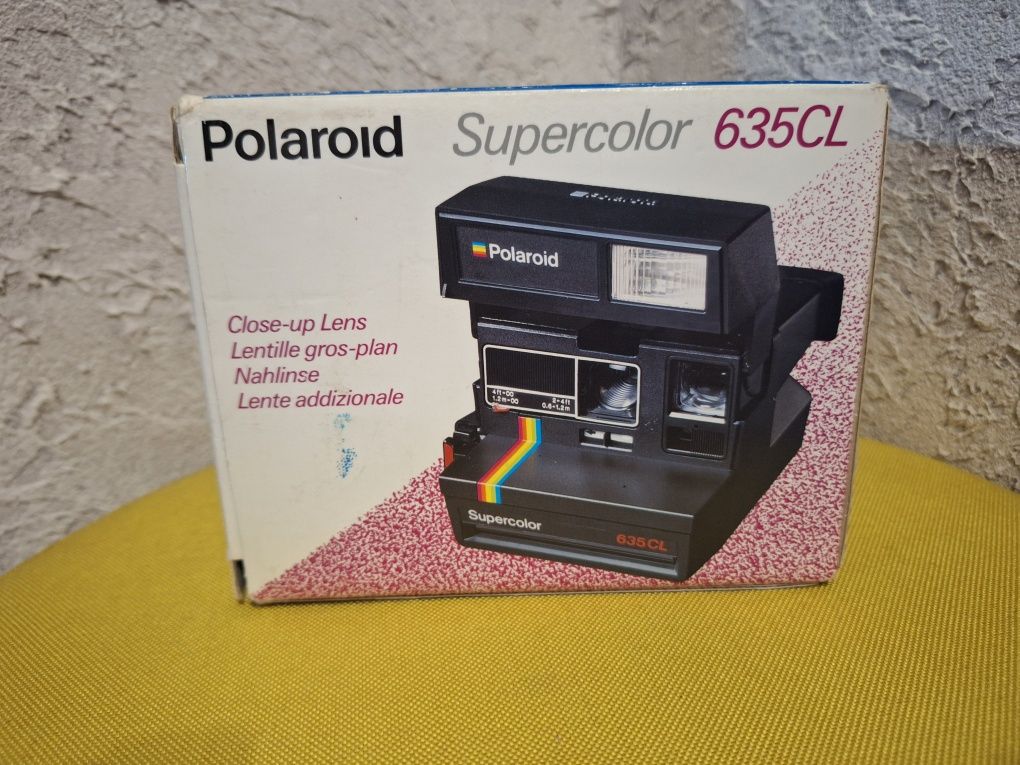 Polaroid Supercolor 635CL
Polaroid
Polaroid
Close-up Lens
Lentille gros-plan
Nahlinse
Lente addizionale
4ft-∞ 2-4ft
1.2m-∞ 0.6-1.2m
Supercolor 635CL